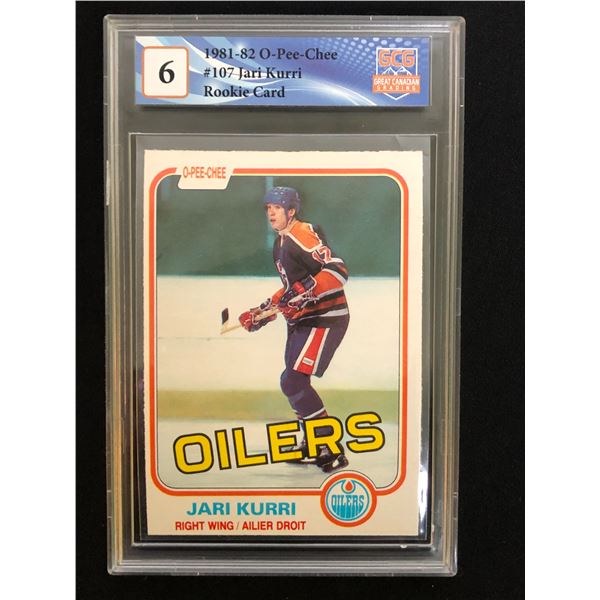 6
1981-82 O-Pee-Chee
#107 Jari Kurri
Rookie Card
GCG
GREAT CANADIAN
GRADING
O-PEE-CHEE
17
OILERS
OILERS
JARI KURRI
RIGHT WING / AILIER DROIT